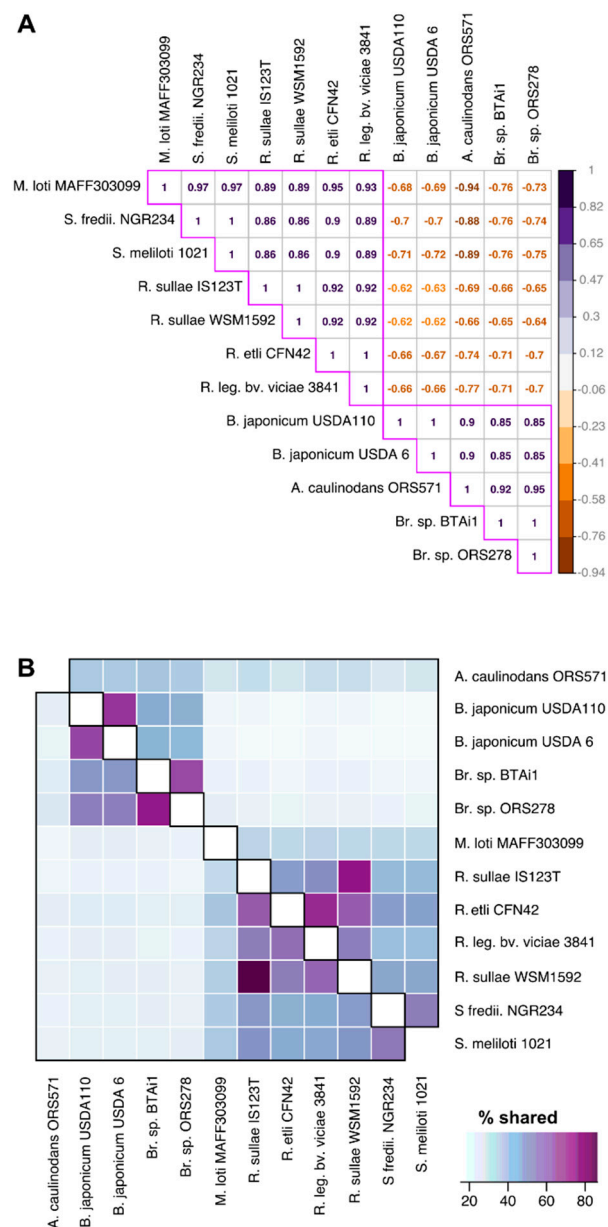 A
M. loti MAFF303099
S. fredii. NGR234
S. meliloti 1021
R. sullae IS123T
R. sullae WSM1592
R. etli CFN42
R. leg. bv. viciae 3841
B. japonicum USDA110
B. japonicum USDA 6
A. caulinodans ORS571
Br. sp. BTAi1
Br. sp. ORS278
M. loti MAFF303099 1 0.97 0.97 0.89 0.89 0.95 0.93 -0.68 -0.69 -0.94 -0.76 -0.73
S. fredii. NGR234 1 1 0.86 0.86 0.9 0.89 -0.7 -0.7 -0.88 -0.76 -0.74
S. meliloti 1021 1 0.86 0.86 0.9 0.89 -0.71 -0.72 -0.89 -0.76 -0.75
R. sullae IS123T 1 1 0.92 0.92 -0.62 -0.63 -0.69 -0.66 -0.65
R. sullae WSM1592 1 0.92 0.92 -0.62 -0.62 -0.66 -0.65 -0.64
R. etli CFN42 1 1 -0.66 -0.67 -0.74 -0.71 -0.7
R. leg. bv. viciae 3841 1 -0.66 -0.66 -0.77 -0.71 -0.7
B. japonicum USDA110 1 1 0.9 0.85 0.85
B. japonicum USDA 6 1 0.9 0.85 0.85
A. caulinodans ORS571 1 0.92 0.95
Br. sp. BTAi1 1 1
Br. sp. ORS278 1
1
0.82
0.65
0.47
0.3
0.12
-0.06
-0.23
-0.41
-0.58
-0.76
-0.94
B
A. caulinodans ORS571
B. japonicum USDA110
B. japonicum USDA 6
Br. sp. BTAi1
Br. sp. ORS278
M. loti MAFF303099
R. sullae IS123T
R. etli CFN42
R. leg. bv. viciae 3841
R. sullae WSM1592
S fredii. NGR234
S. meliloti 1021
A. caulinodans ORS571
B. japonicum USDA110
B. japonicum USDA 6
Br. sp. BTAi1
Br. sp. ORS278
M. loti MAFF303099
R. sullae IS123T
R. etli CFN42
R. leg. bv. viciae 3841
R. sullae WSM1592
S fredii. NGR234
S. meliloti 1021
% shared
20 40 60 80